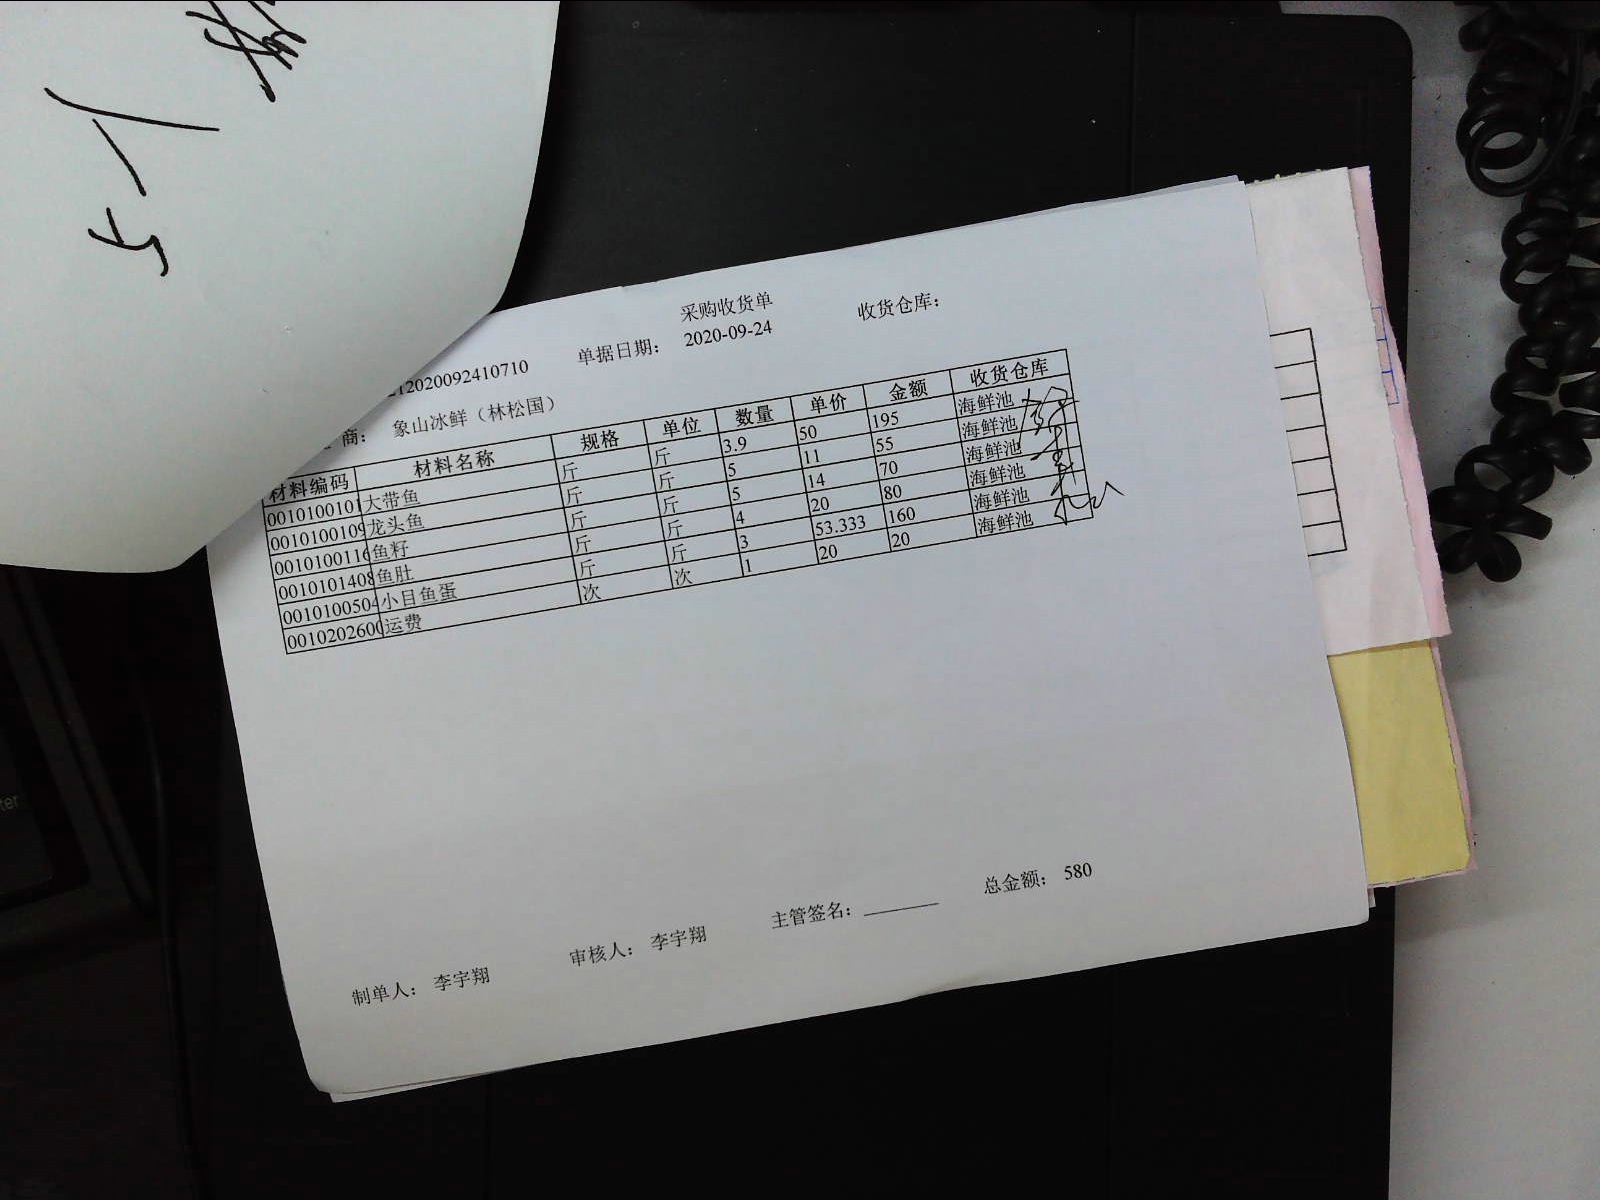 采购收货单
12020092410710 单据日期: 2020-09-24 收货仓库:
商: 象山冰鲜（林松国）
材料编码 材料名称 规格 单位 数量 单价 金额 收货仓库
0010100101 大带鱼 斤 斤 3.9 50 195 海鲜池
0010100109 龙头鱼 斤 斤 5 11 55 海鲜池
0010100116 鱼籽 斤 斤 5 14 70 海鲜池
0010101408 鱼肚 斤 斤 4 20 80 海鲜池
001010050 小目鱼蛋 斤 斤 3 53.333 160 海鲜池
001020260 运费 次 次 1 20 20 海鲜池
总金额: 580
制单人: 李宇翔 审核人: 李宇翔 主管签名: